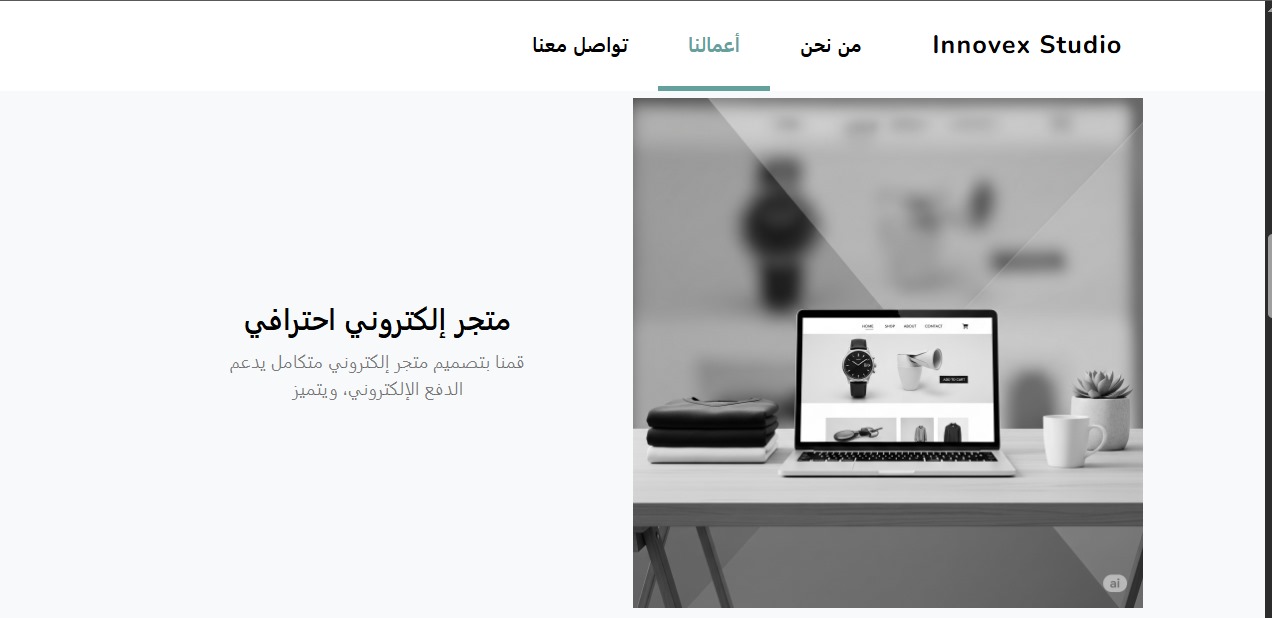 Innovex Studio
من نحن
أعمالنا
تواصل معنا
HOME SHOP ABOUT CONTACT
ADD TO CART
متجر إلكتروني احترافي
قمنا بتصميم متجر إلكتروني متكامل يدعم
الدفع الإلكتروني، ويتميز
ai